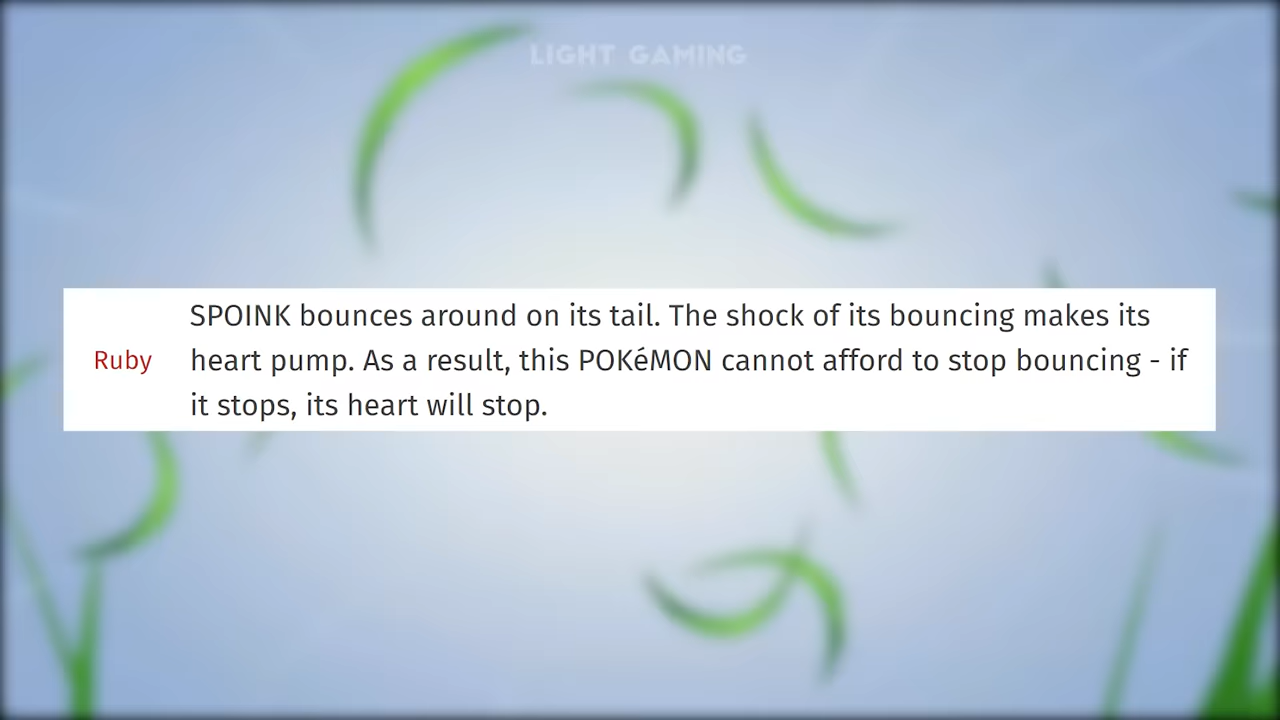 LIGHT GAMING
SPOINK bounces around on its tail. The shock of its bouncing makes its
Ruby
heart pump. As a result, this POKéMON cannot afford to stop bouncing - if
it stops, its heart will stop.